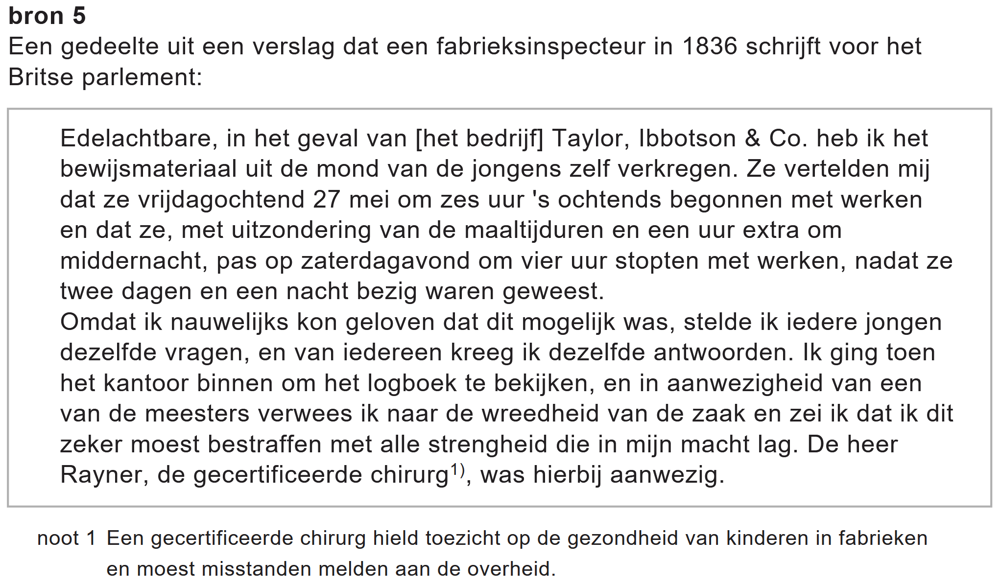 bron 5
Een gedeelte uit een verslag dat een fabrieksinspecteur in 1836 schrijft voor het
Britse parlement:
Edelachtbare, in het geval van [het bedrijf] Taylor, Ibbotson & Co. heb ik het
bewijsmateriaal uit de mond van de jongens zelf verkregen. Ze vertelden mij
dat ze vrijdagochtend 27 mei om zes uur 's ochtends begonnen met werken
en dat ze, met uitzondering van de maaltijduren en een uur extra om
middernacht, pas op zaterdagavond om vier uur stopten met werken, nadat ze
twee dagen en een nacht bezig waren geweest.
Omdat ik nauwelijks kon geloven dat dit mogelijk was, stelde ik iedere jongen
dezelfde vragen, en van iedereen kreeg ik dezelfde antwoorden. Ik ging toen
het kantoor binnen om het logboek te bekijken, en in aanwezigheid van een
van de meesters verwees ik naar de wreedheid van de zaak en zei ik dat ik dit
zeker moest bestraffen met alle strengheid die in mijn macht lag. De heer
Rayner, de gecertificeerde chirurg1), was hierbij aanwezig.
noot 1 Een gecertificeerde chirurg hield toezicht op de gezondheid van kinderen in fabrieken
en moest misstanden melden aan de overheid.